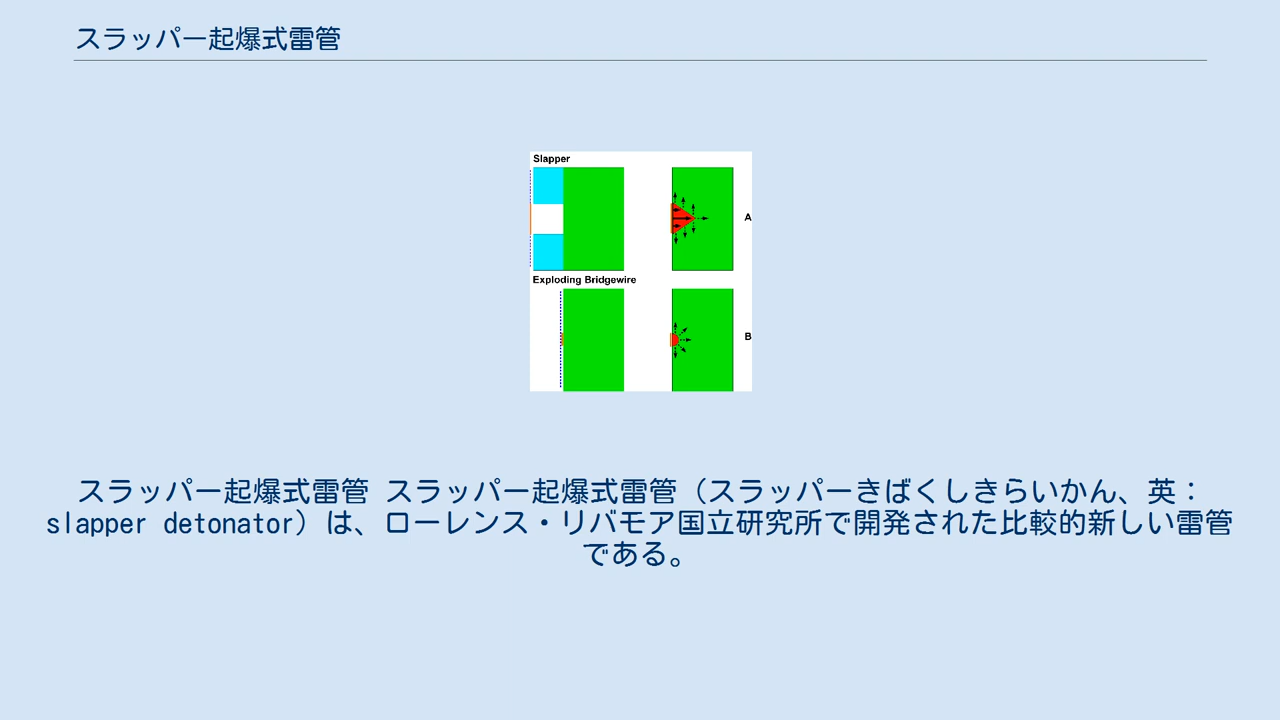 スラッパー起爆式雷管
Slapper
A
Exploding Bridgewire
B
スラッパー起爆式雷管 スラッパー起爆式雷管（スラッパーきばくしきらいかん、英：
slapper detonator）は、ローレンス・リバモア国立研究所で開発された比較的新しい雷管
である。